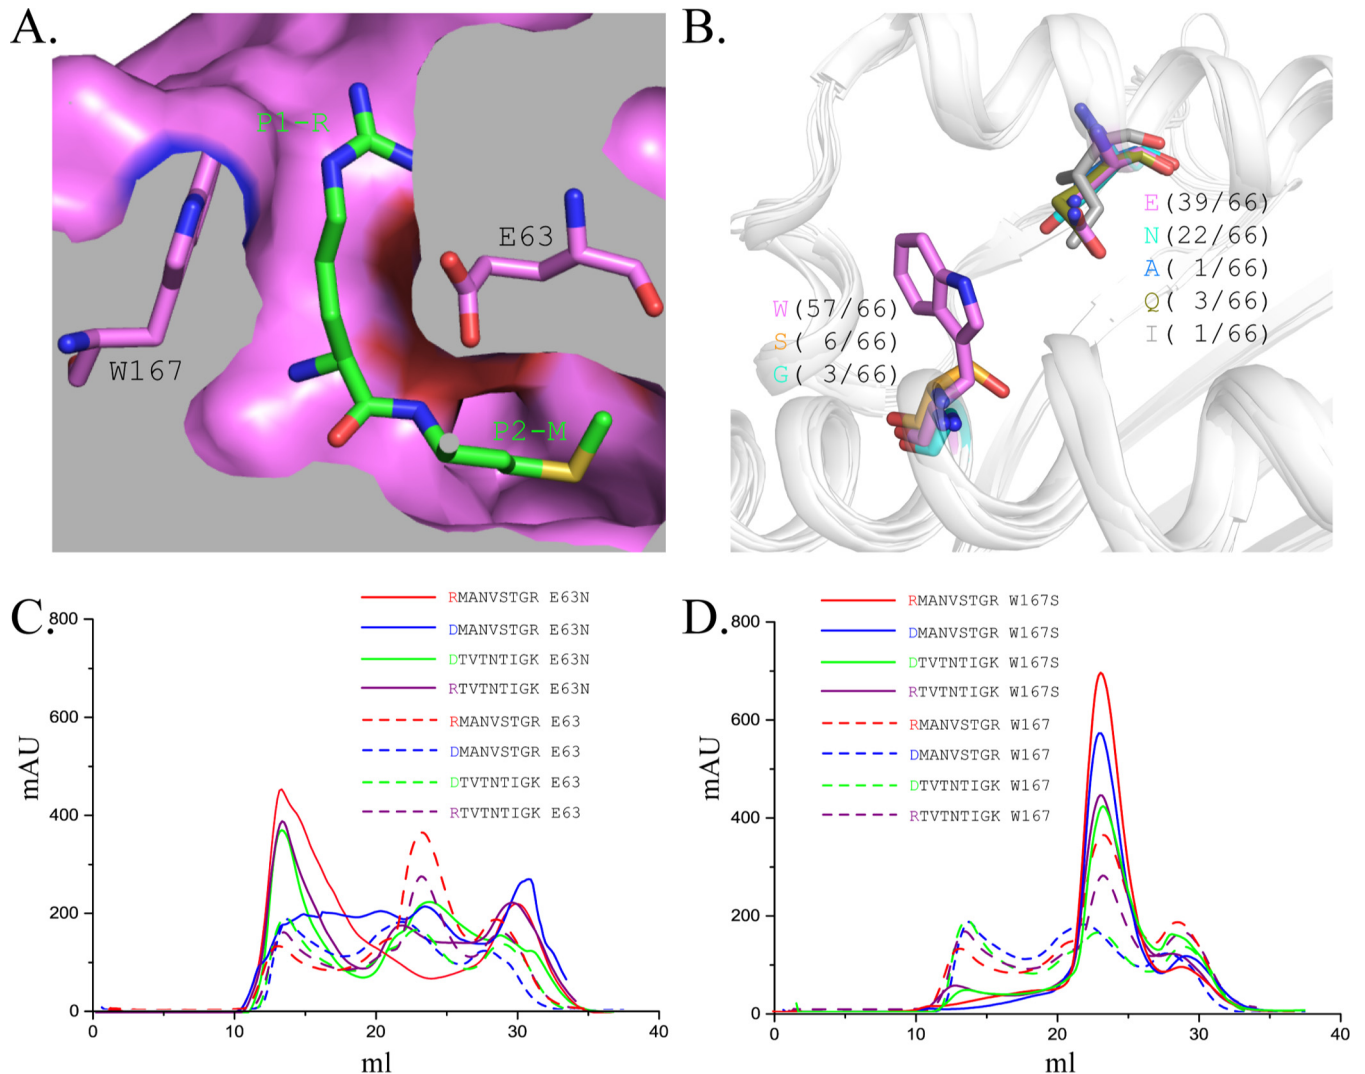 A.
P1-R
E63
W167
P2-M
B.
E(39/66)
N(22/66)
A( 1/66)
Q( 3/66)
I( 1/66)
W(57/66)
S( 6/66)
G( 3/66)
C.
RMANVSTGR E63N
DMANVSTGR E63N
DTVTNTIGK E63N
RTVTNTIGK E63N
RMANVSTGR E63
DMANVSTGR E63
DTVTNTIGK E63
RTVTNTIGK E63
800
600
400
200
0
mAU
0 10 20 30 40
ml
D.
RMANVSTGR W167S
DMANVSTGR W167S
DTVTNTIGK W167S
RTVTNTIGK W167S
RMANVSTGR W167
DMANVSTGR W167
DTVTNTIGK W167
RTVTNTIGK W167
800
600
400
200
0
mAU
0 10 20 30 40
ml